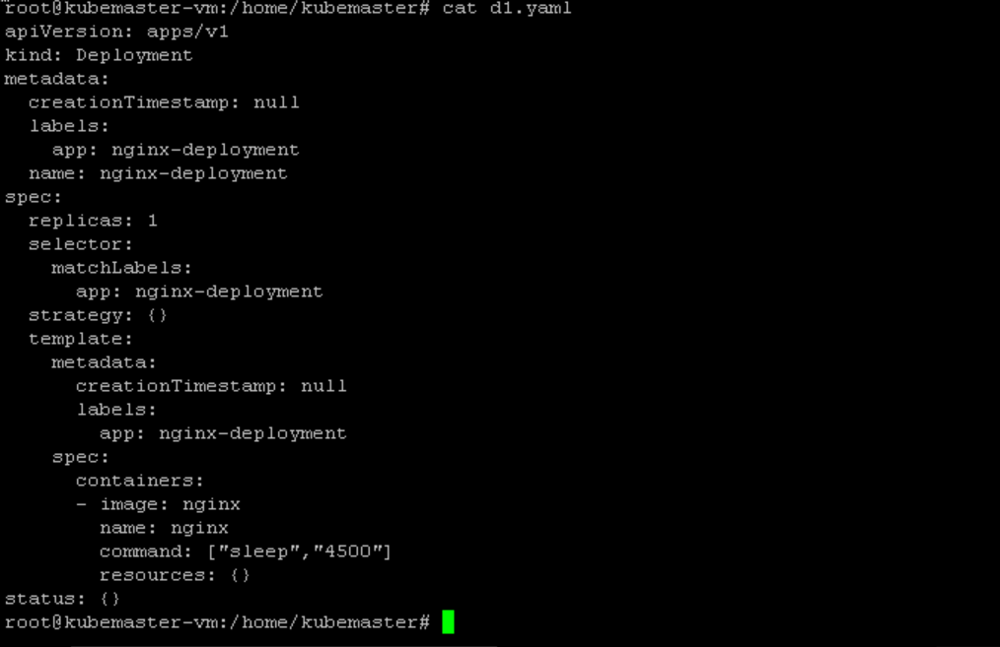 root@kubemaster-vm:/home/kubemaster# cat d1.yaml
apiVersion: apps/v1
kind: Deployment
metadata:
  creationTimestamp: null
  labels:
    app: nginx-deployment
  name: nginx-deployment
spec:
  replicas: 1
  selector:
    matchLabels:
      app: nginx-deployment
  strategy: {}
  template:
    metadata:
      creationTimestamp: null
      labels:
        app: nginx-deployment
    spec:
      containers:
      - image: nginx
        name: nginx
        command: ["sleep","4500"]
        resources: {}
status: {}
root@kubemaster-vm:/home/kubemaster#